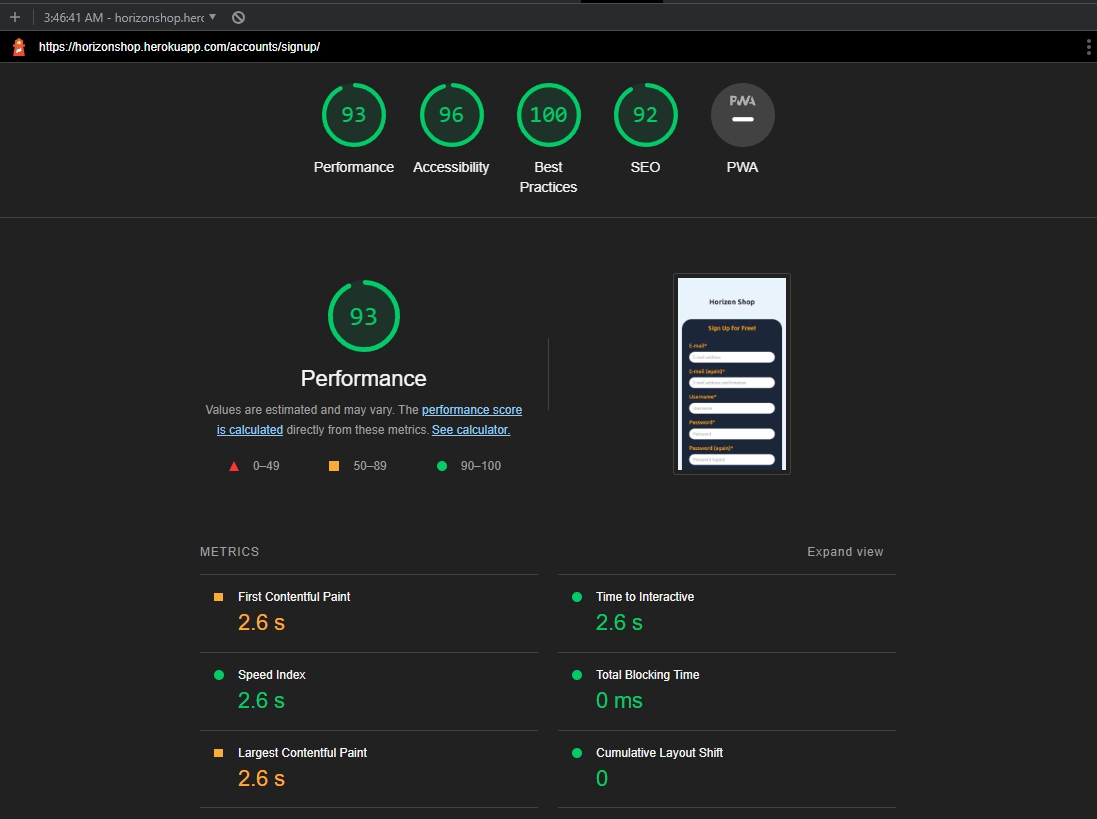 3:46:41 AM - horizonshop.herc
https://horizonshop.herokuapp.com/accounts/signup/
93
96
100
92
PWA
Performance
Accessibility
Best
Practices
SEO
PWA
93
Performance
Values are estimated and may vary. The performance score
is calculated directly from these metrics. See calculator.
0–49
50–89
90–100
Horizon Shop
Sign Up for Free!
E-mail*
E-mail address
E-mail (again)*
E-mail address confirmation
Username*
Username
Password*
Password
Password (again)*
Password (again)
METRICS
Expand view
First Contentful Paint
2.6 s
Time to Interactive
2.6 s
Speed Index
2.6 s
Total Blocking Time
0 ms
Largest Contentful Paint
2.6 s
Cumulative Layout Shift
0